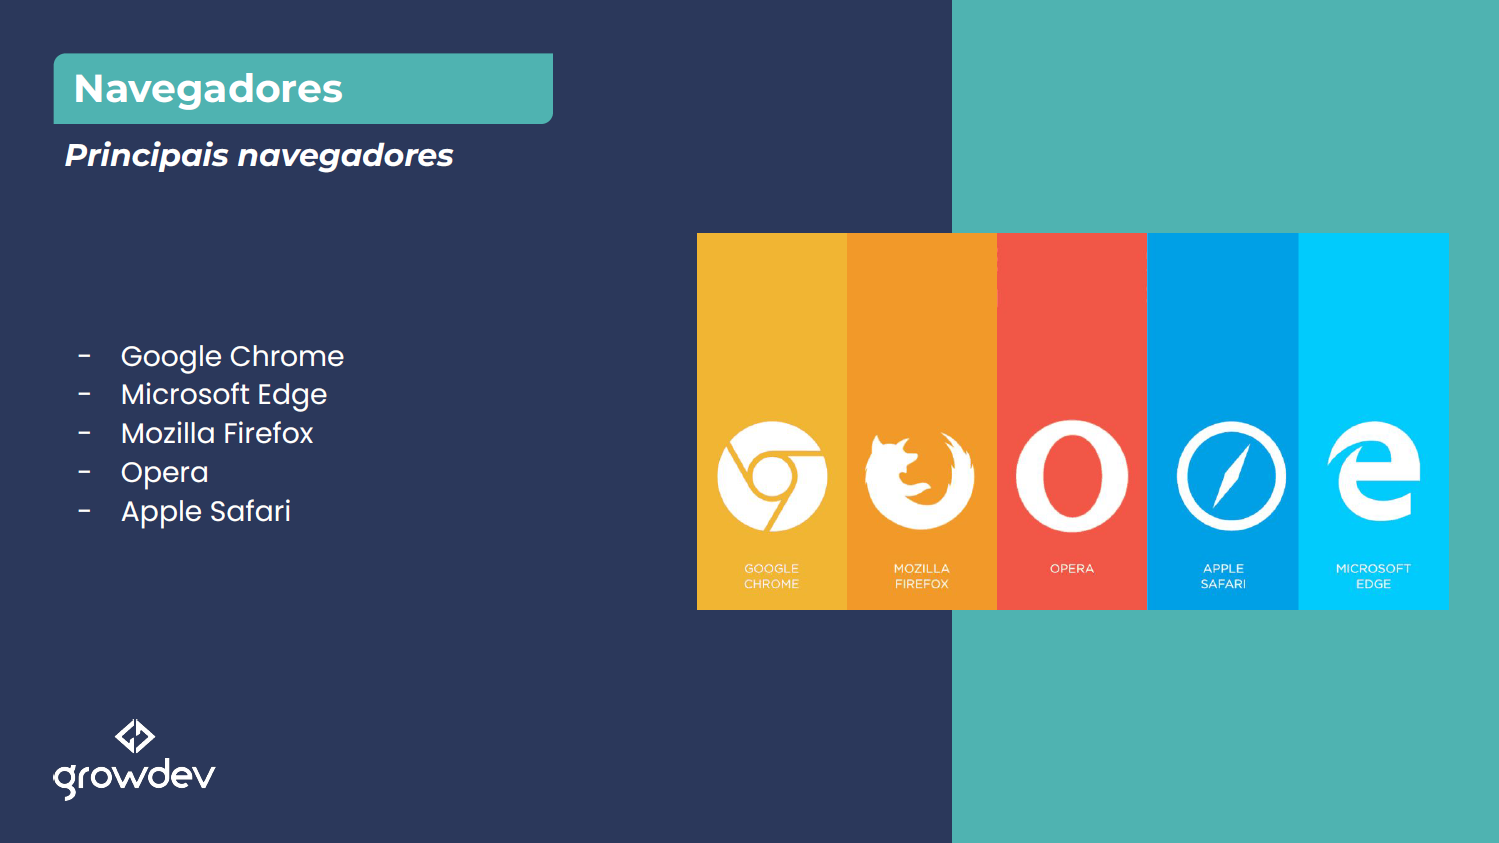 Navegadores
Principais navegadores
- Google Chrome
- Microsoft Edge
- Mozilla Firefox
- Opera
- Apple Safari
GOOGLE
CHROME
MOZILLA
FIREFOX
OPERA
APPLE
SAFARI
MICROSOFT
EDGE
growdev